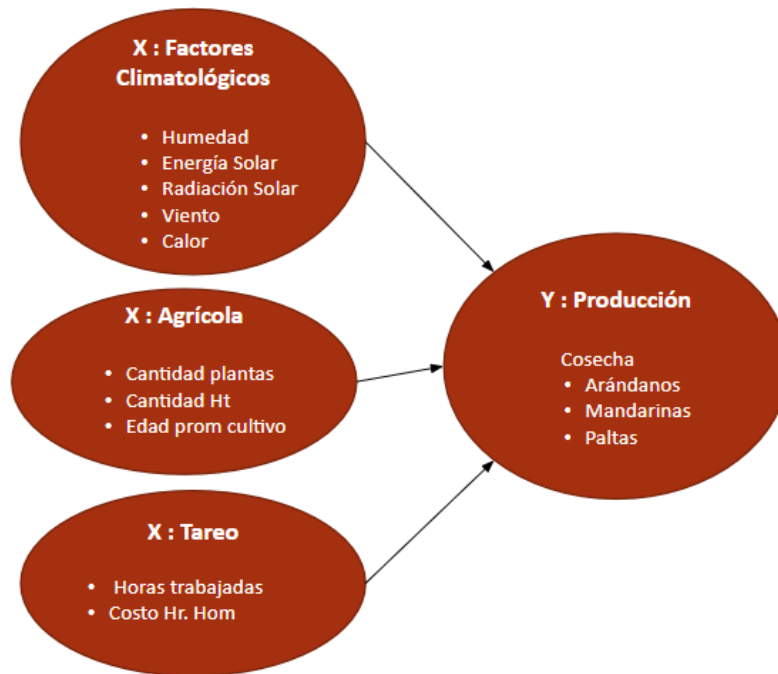 X : Factores
Climatológicos
• Humedad
• Energía Solar
• Radiación Solar
• Viento
• Calor
X : Agrícola
• Cantidad plantas
• Cantidad Ht
• Edad prom cultivo
X : Tareo
• Horas trabajadas
• Costo Hr. Hom
Y : Producción
Cosecha
• Arándanos
• Mandarinas
• Paltas